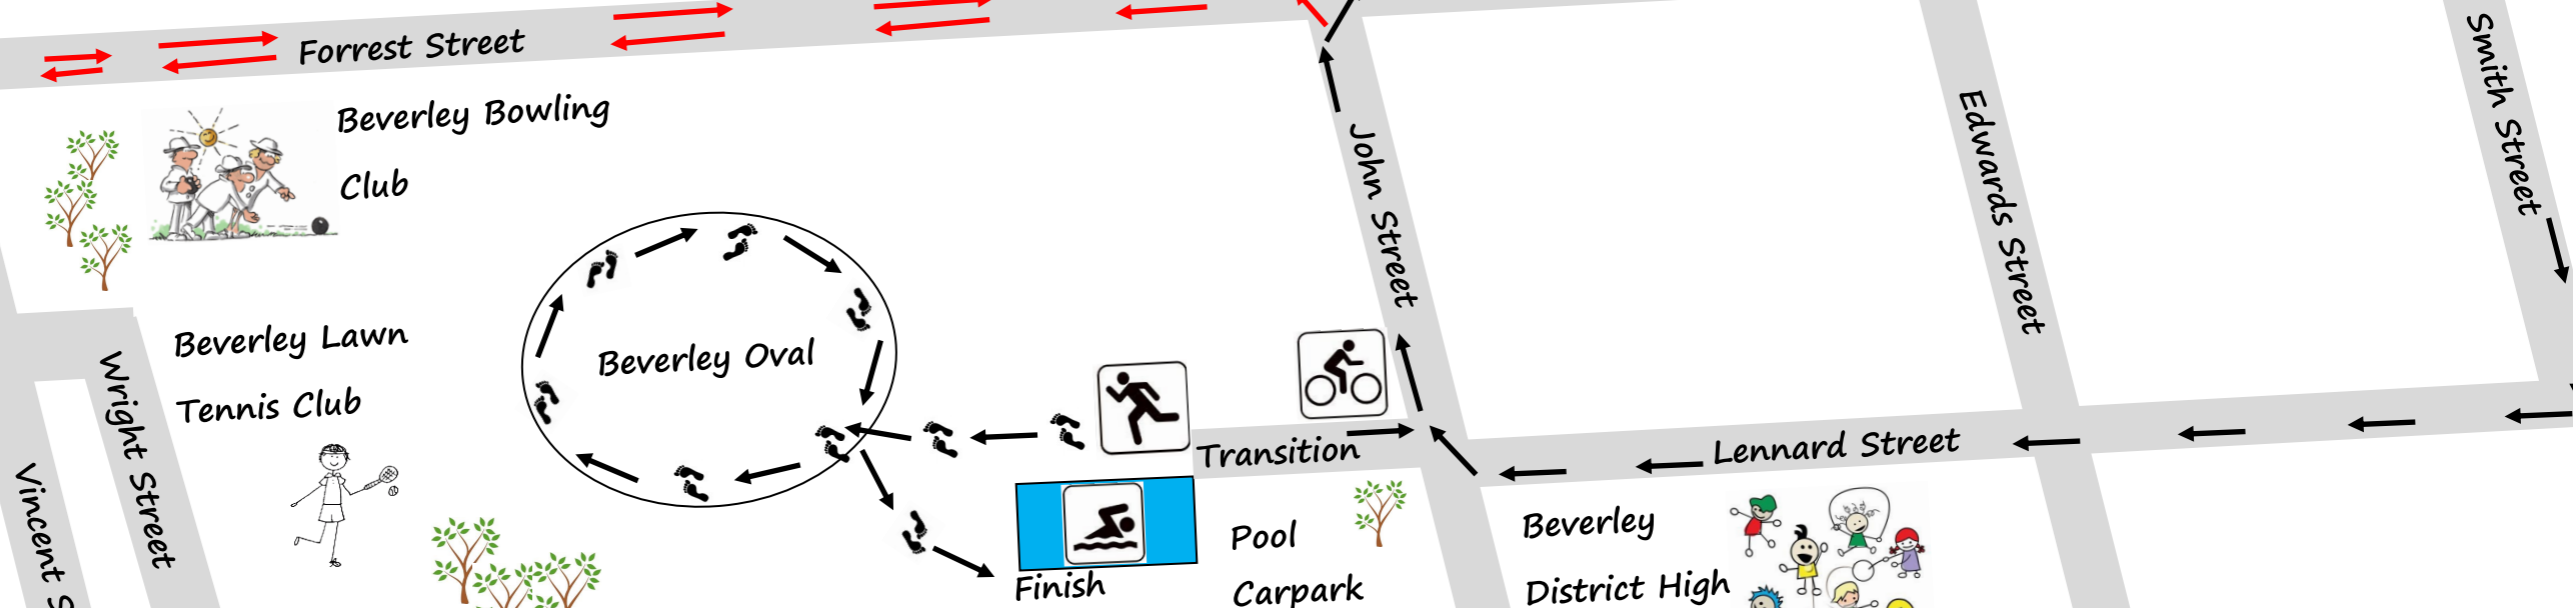 Forrest Street
Beverley Bowling
Club
John Street
Edwards Street
Smith Street
Beverley Lawn
Tennis Club
Beverley Oval
Wright Street
Vincent S
Transition
Lennard Street
Finish
Pool
Carpark
Beverley
District High